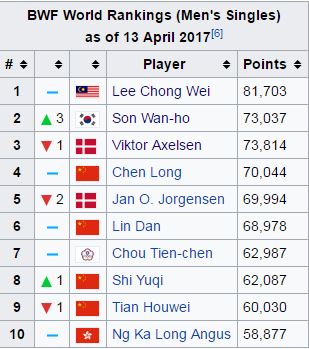 BWF World Rankings (Men's Singles)
as of 13 April 2017[6]
# Player Points
1 – Lee Chong Wei 81,703
2 ▲ 3 Son Wan-ho 73,037
3 ▼ 1 Viktor Axelsen 73,814
4 – Chen Long 70,044
5 ▼ 2 Jan O. Jorgensen 69,994
6 – Lin Dan 68,978
7 – Chou Tien-chen 62,987
8 ▲ 1 Shi Yuqi 62,087
9 ▼ 1 Tian Houwei 60,030
10 – Ng Ka Long Angus 58,877